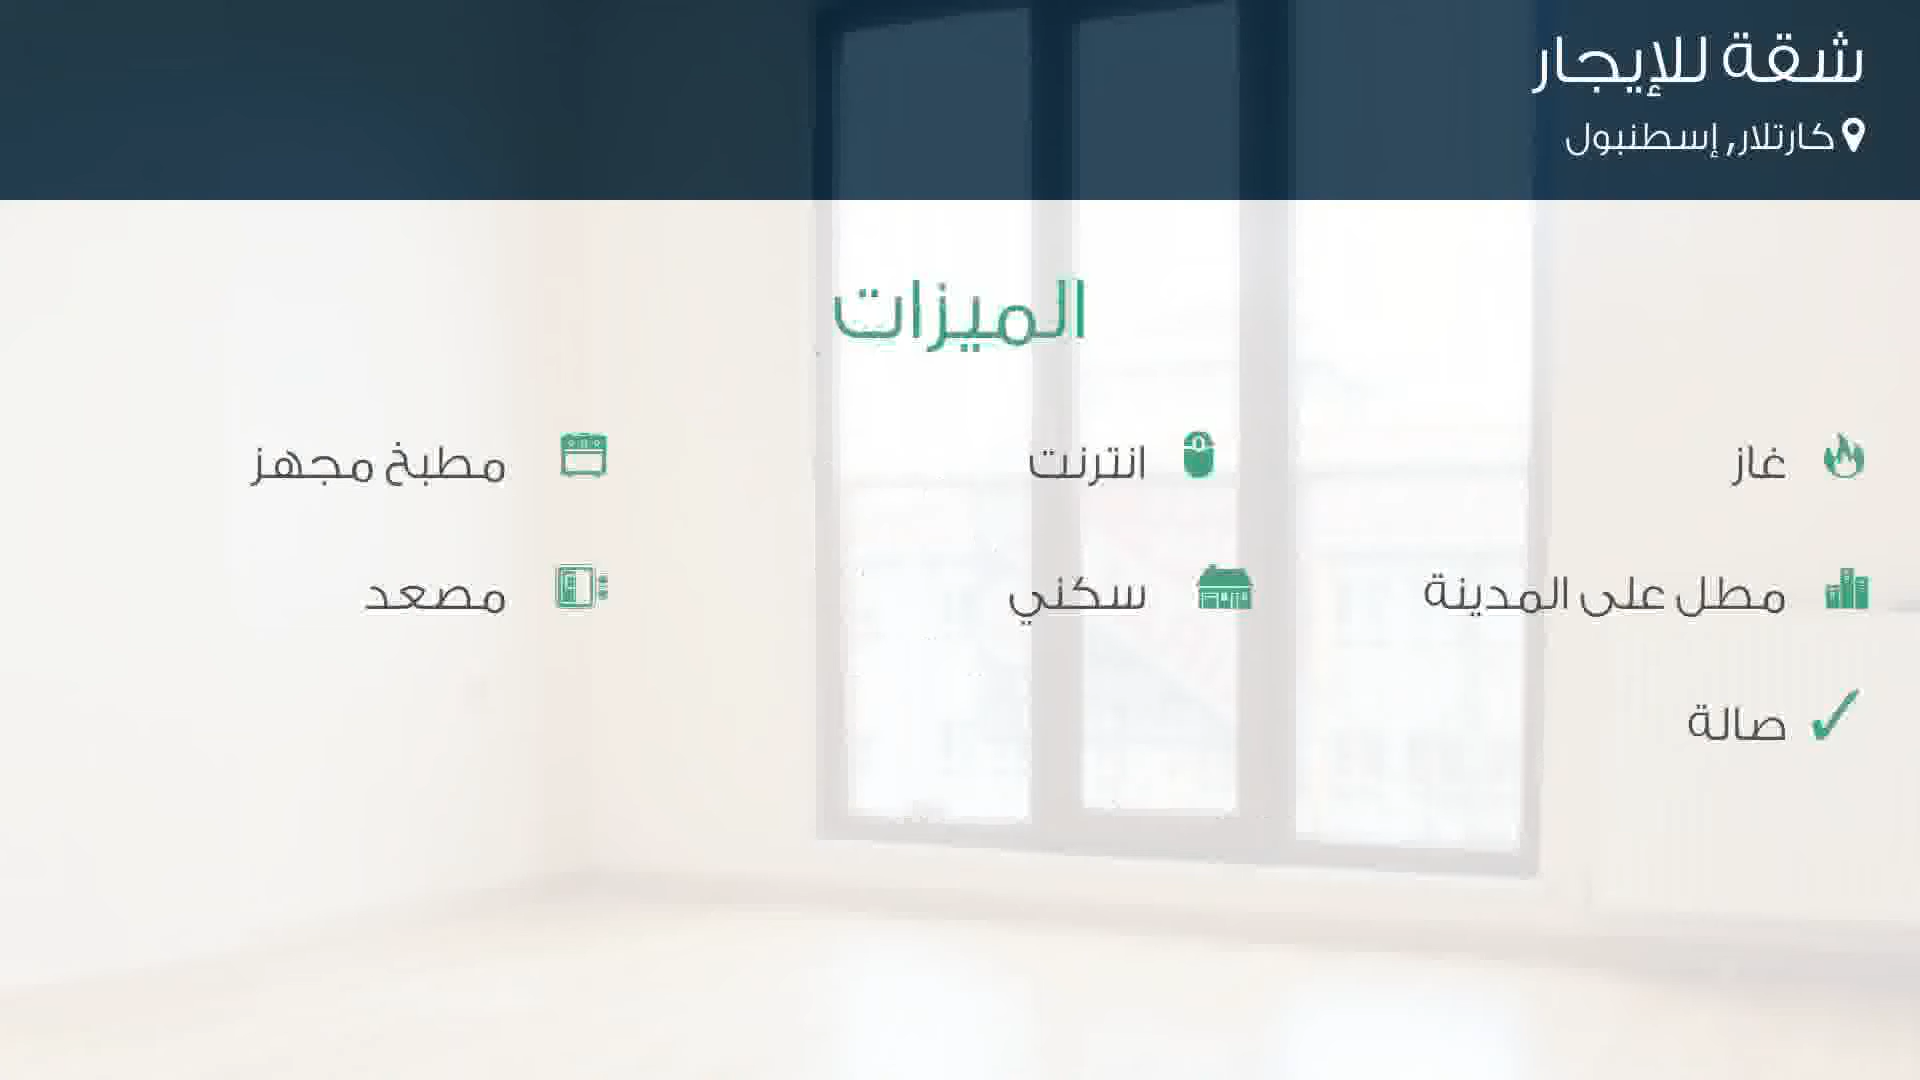 شقة للإيجار
كارتلار, إسطنبول
الميزات
غاز
انترنت
مطبخ مجهز
مطل على المدينة
سكني
مصعد
صالة